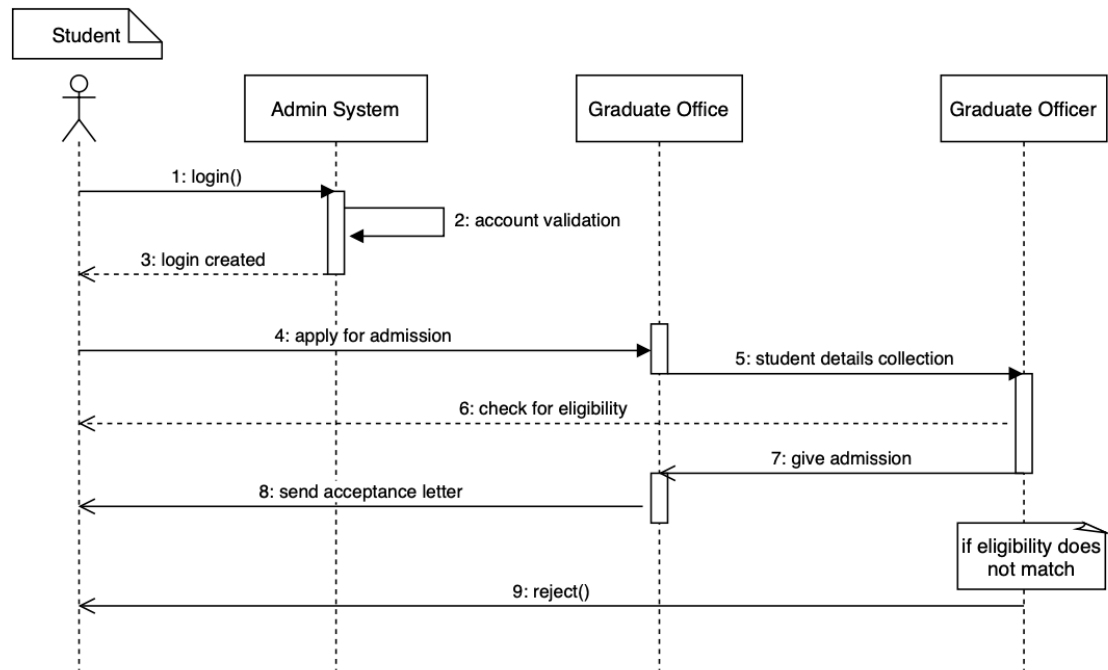 Student
Admin System
Graduate Office
Graduate Officer
1: login()
2: account validation
3: login created
4: apply for admission
5: student details collection
6: check for eligibility
7: give admission
8: send acceptance letter
if eligibility does
not match
9: reject()